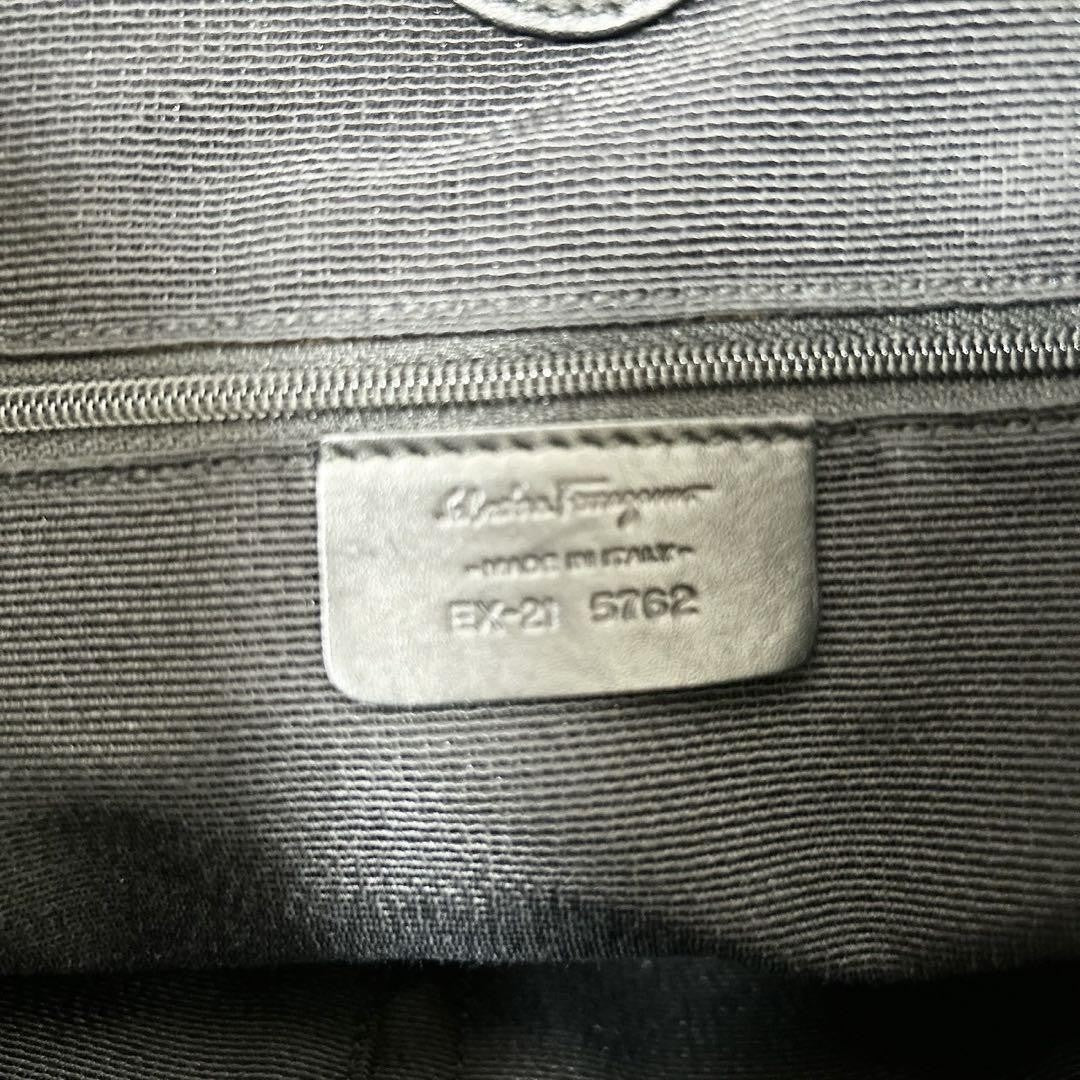 Salvatore Ferragamo
-MADE IN ITALY-
EX-21 5762